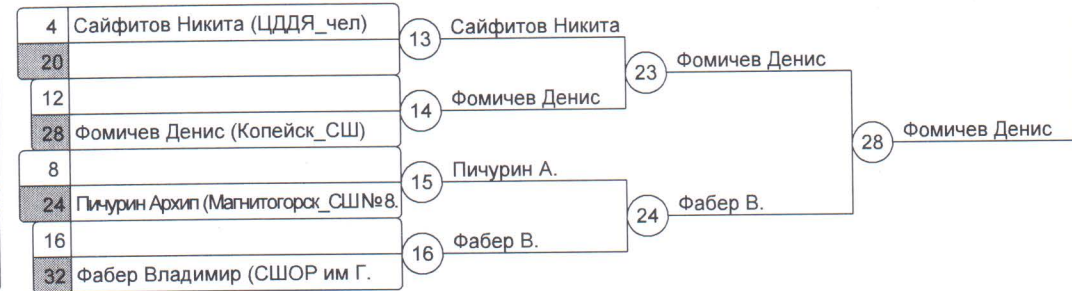 4 Сайфитов Никита (ЦДДЯ_чел)
13 Сайфитов Никита
20
23 Фомичев Денис
12
14 Фомичев Денис
28 Фомичев Денис (Копейск_СШ)
28 Фомичев Денис
8
15 Пичурин А.
24 Пичурин Архип (Магнитогорск_СШ№8.
24 Фабер В.
16
16 Фабер В.
32 Фабер Владимир (СШОР им Г.